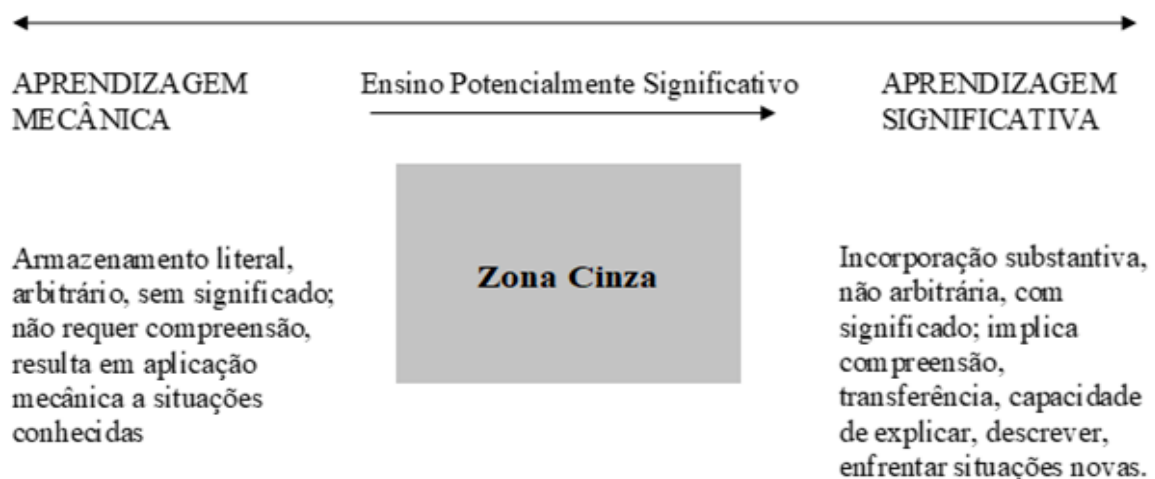 APRENDIZAGEM
MECÂNICA
Ensino Potencialmente Significativo
APRENDIZAGEM
SIGNIFICATIVA
Armazenamento literal,
arbitrário, sem significado;
não requer compreensão,
resulta em aplicação
mecânica a situações
conhecidas
Zona Cinza
Incorporação substantiva,
não arbitrária, com
significado; implica
compreensão,
transferência, capacidade
de explicar, descrever,
enfrentar situações novas.